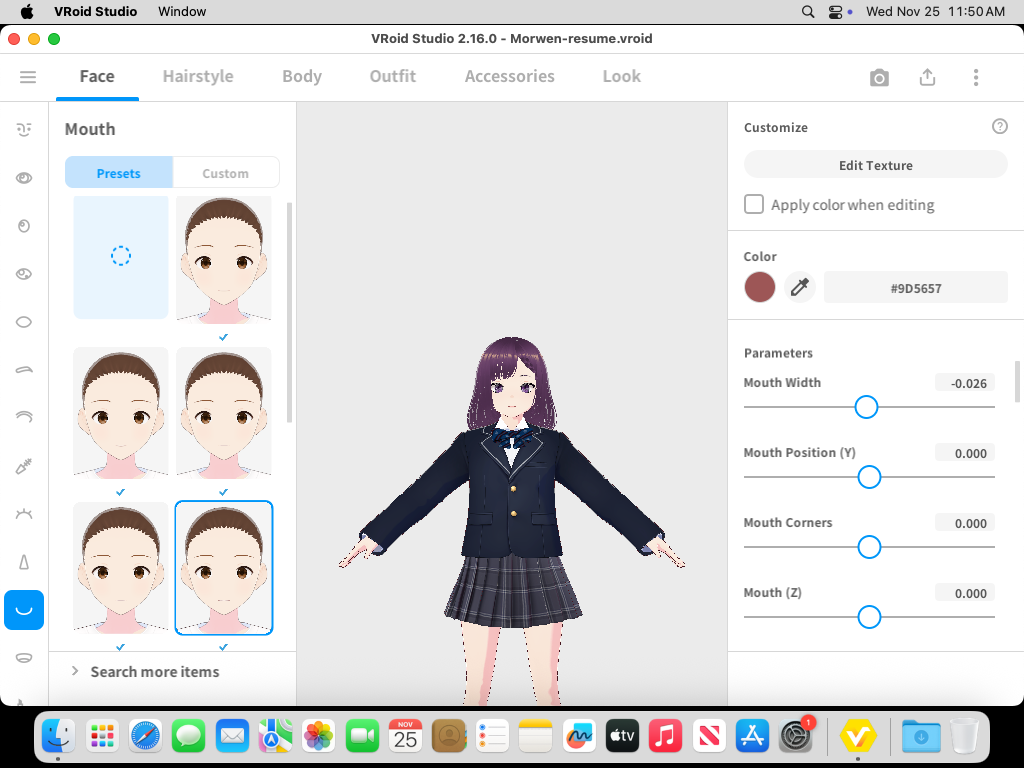 VRoid Studio Window Wed Nov 25 11:50 AM
VRoid Studio 2.16.0 - Morwen-resume.vroid
Face Hairstyle Body Outfit Accessories Look
Mouth
Presets Custom
Search more items
Customize
?
Edit Texture
Apply color when editing
Color
#9D5657
Parameters
Mouth Width -0.026
Mouth Position (Y) 0.000
Mouth Corners 0.000
Mouth (Z) 0.000
NOV
25
tv
1